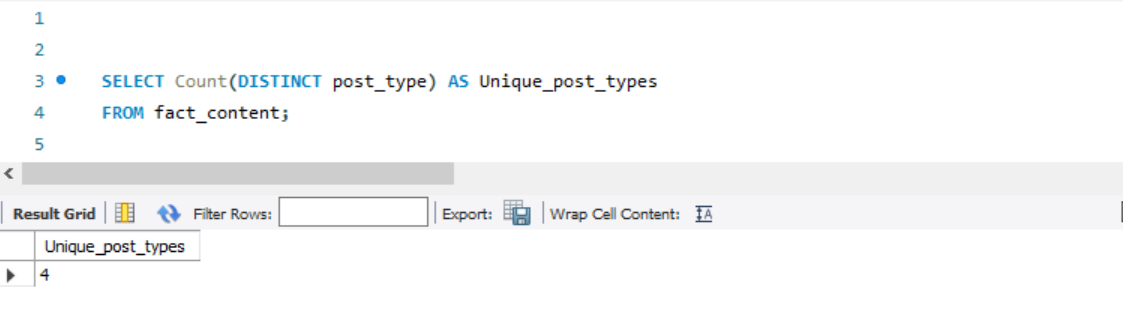 1
2
3 SELECT Count(DISTINCT post_type) AS Unique_post_types
4 FROM fact_content;
5
Result Grid Filter Rows: Export: Wrap Cell Content: IA
Unique_post_types
4